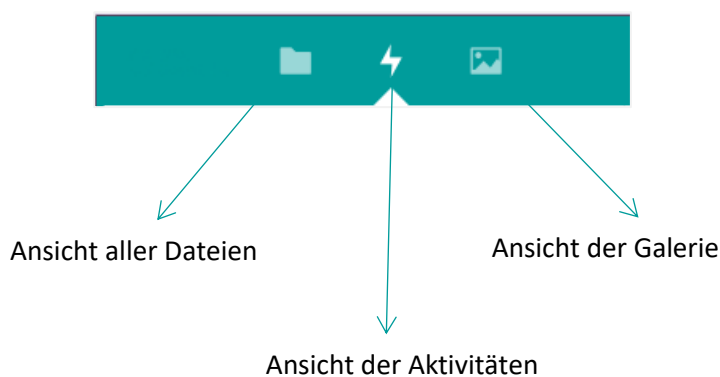 Ansicht aller Dateien
Ansicht der Galerie
Ansicht der Aktivitäten